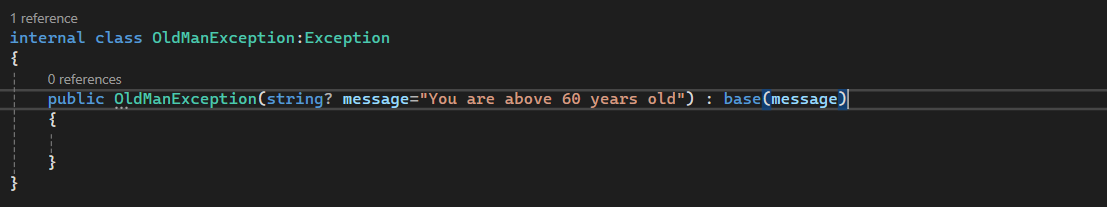 1 reference
internal class OldManException:Exception
{
0 references
public OldManException(string? message="You are above 60 years old") : base(message)
{
}
}